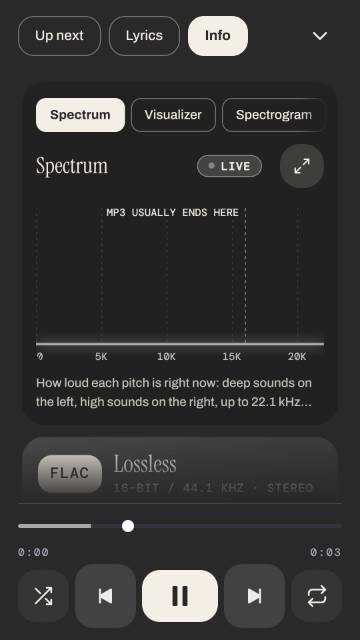 Up next
Lyrics
Info
Spectrum
Visualizer
Spectrogram
Spectrum
LIVE
MP3 USUALLY ENDS HERE
0
5K
10K
15K
20K
How loud each pitch is right now: deep sounds on
the left, high sounds on the right, up to 22.1 kHz...
FLAC
Lossless
16-BIT / 44.1 KHZ · STEREO
0:00
0:03